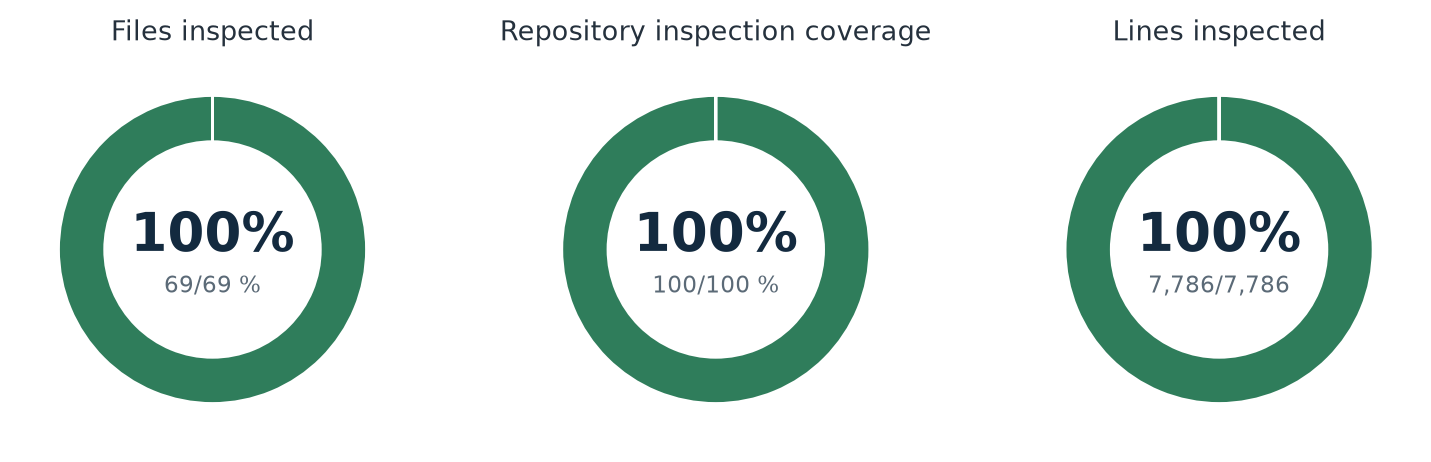 Files inspected
100%
69/69 %
Repository inspection coverage
100%
100/100 %
Lines inspected
100%
7,786/7,786